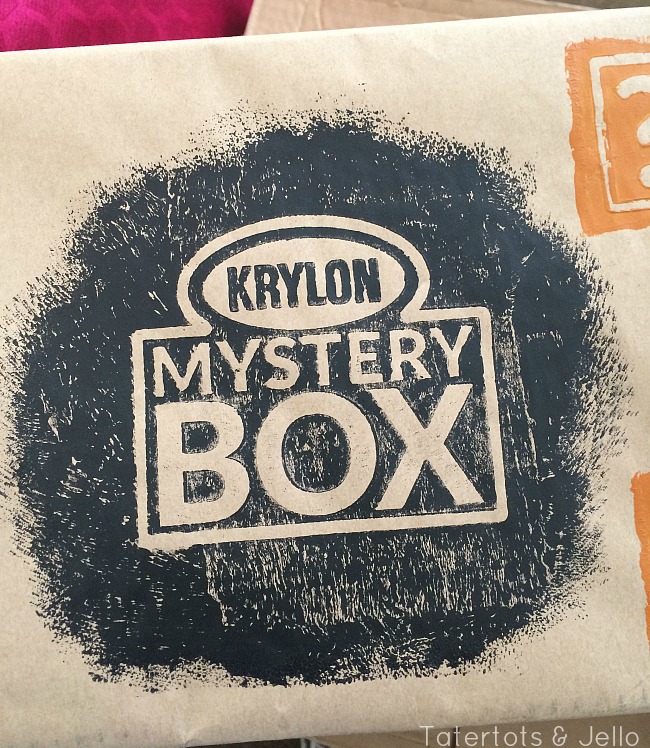 ?
KRYLON
MYSTERY
BOX
Tatertots & Jello